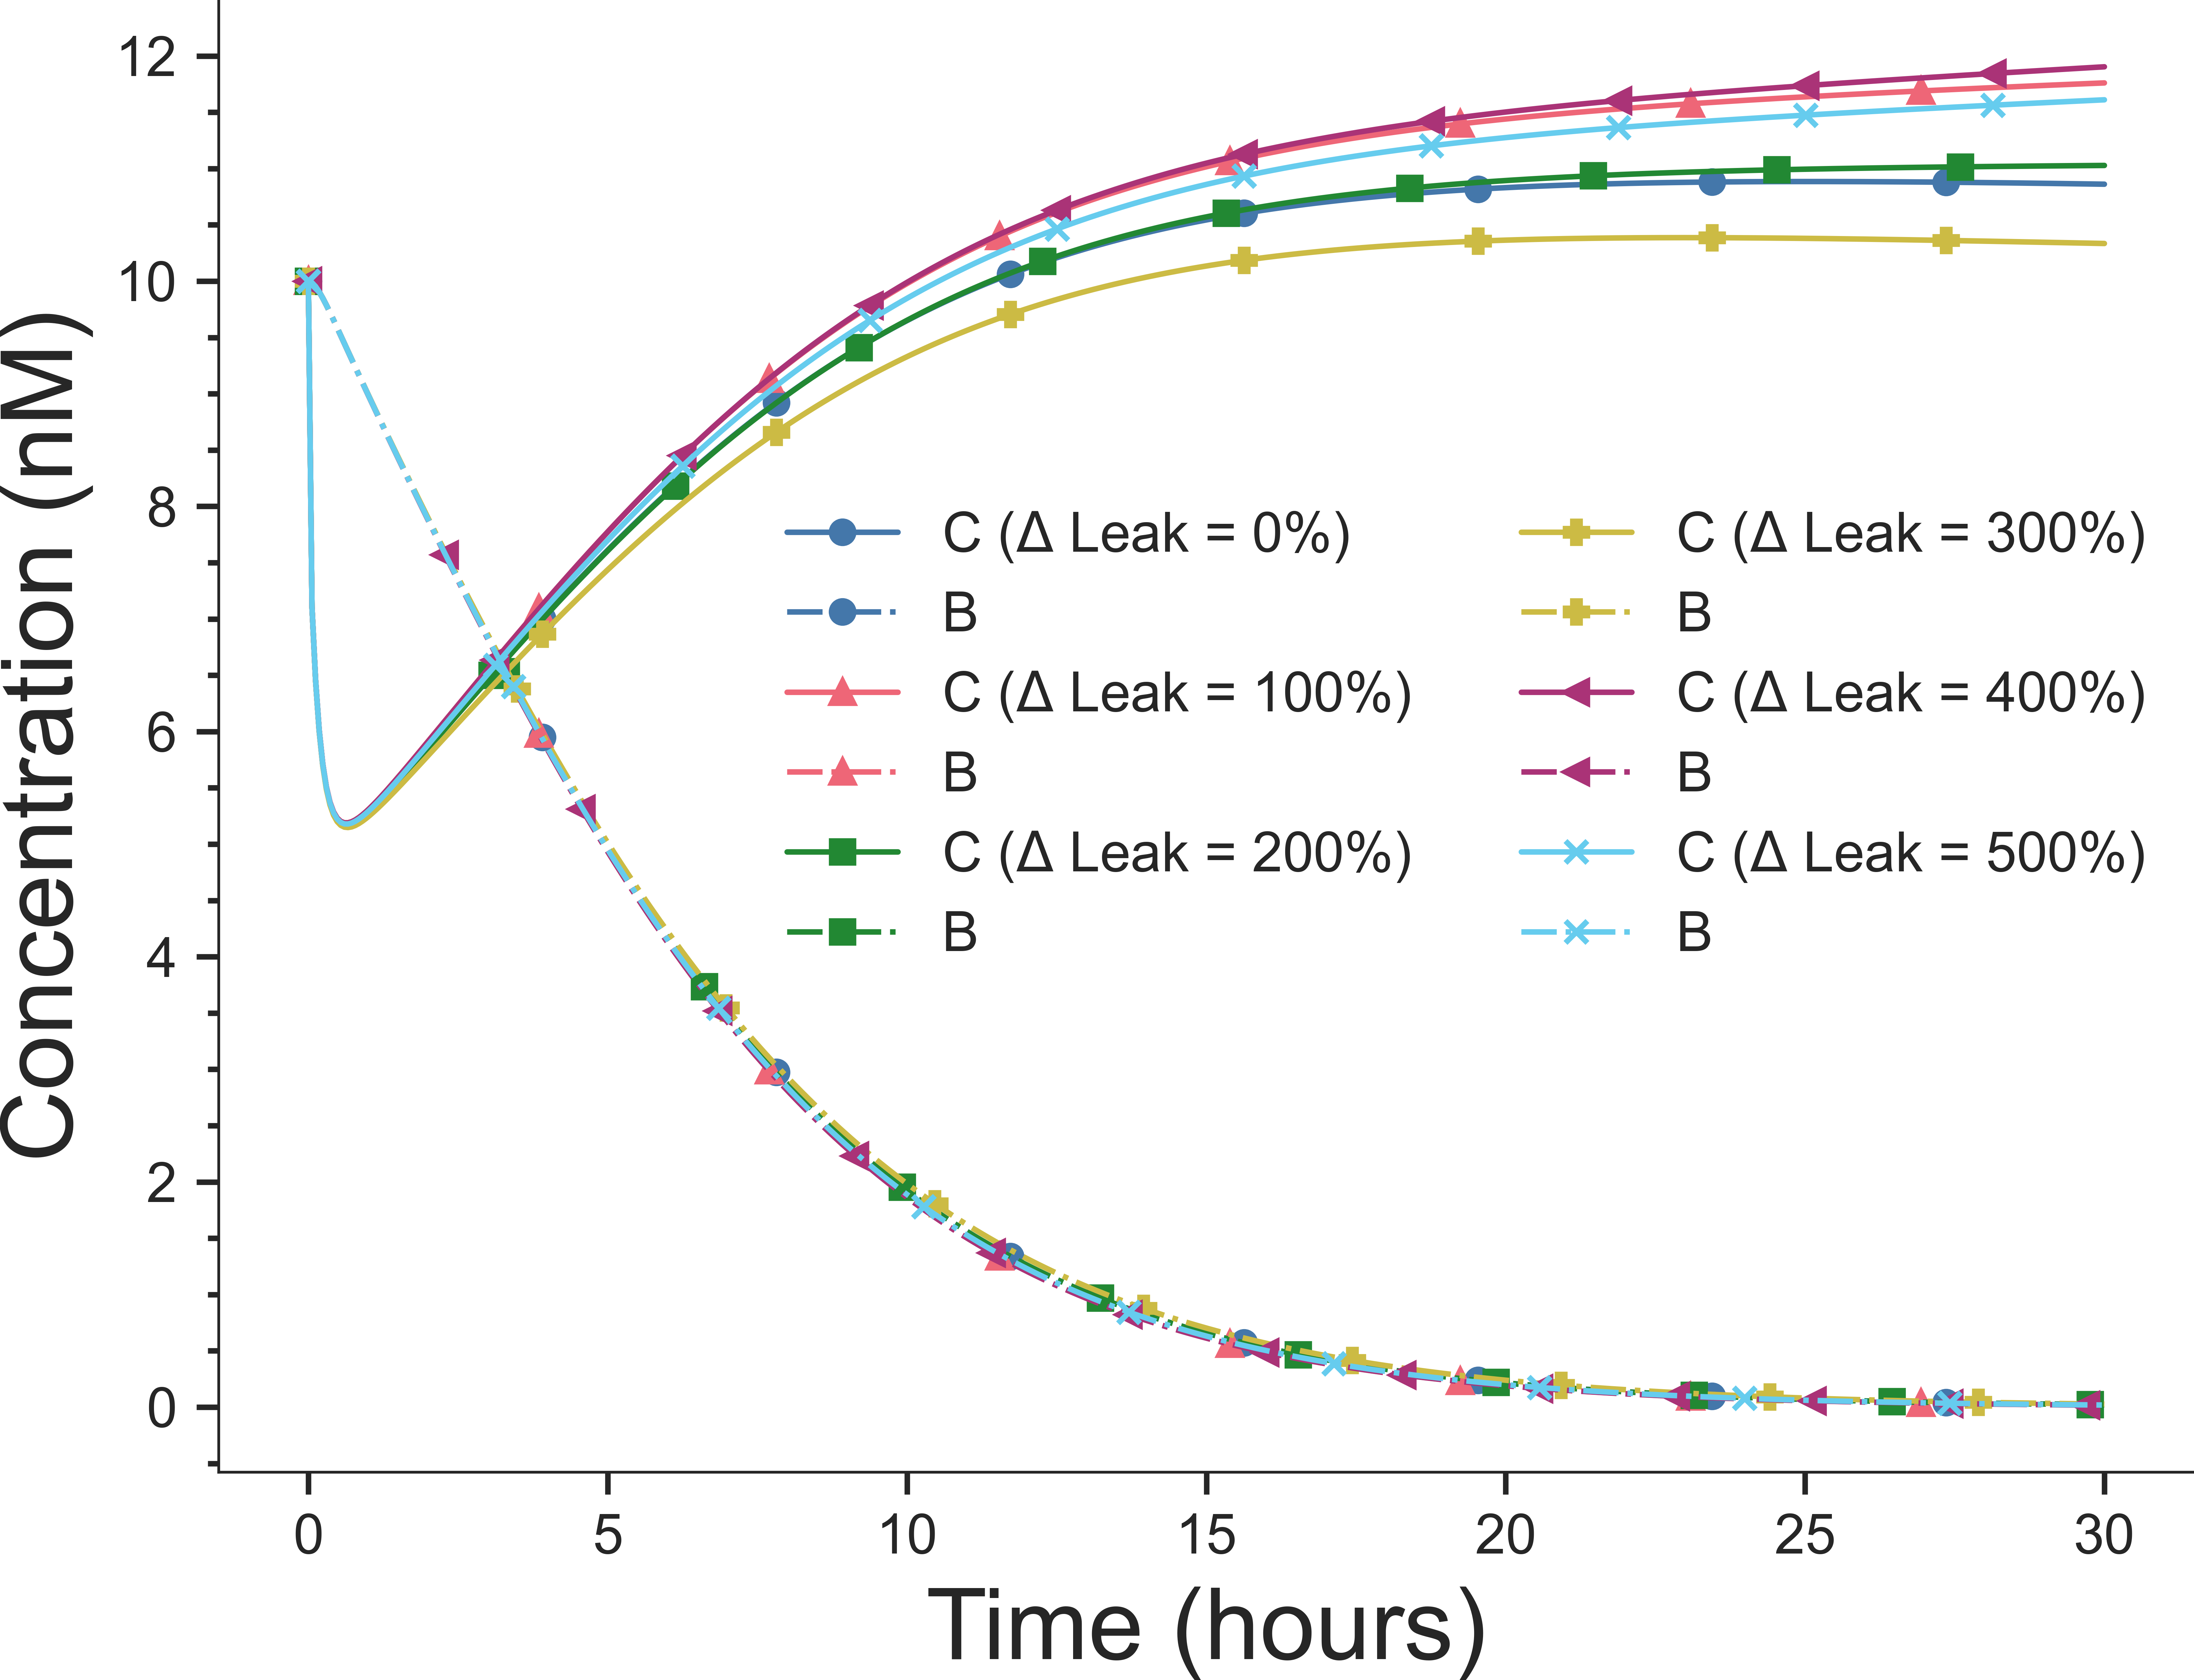 Concentration (nM)
12
10
8
6
4
2
0
C (Δ Leak = 0%)
B
C (Δ Leak = 100%)
B
C (Δ Leak = 200%)
B
C (Δ Leak = 300%)
B
C (Δ Leak = 400%)
B
C (Δ Leak = 500%)
B
0 5 10 15 20 25 30
Time (hours)